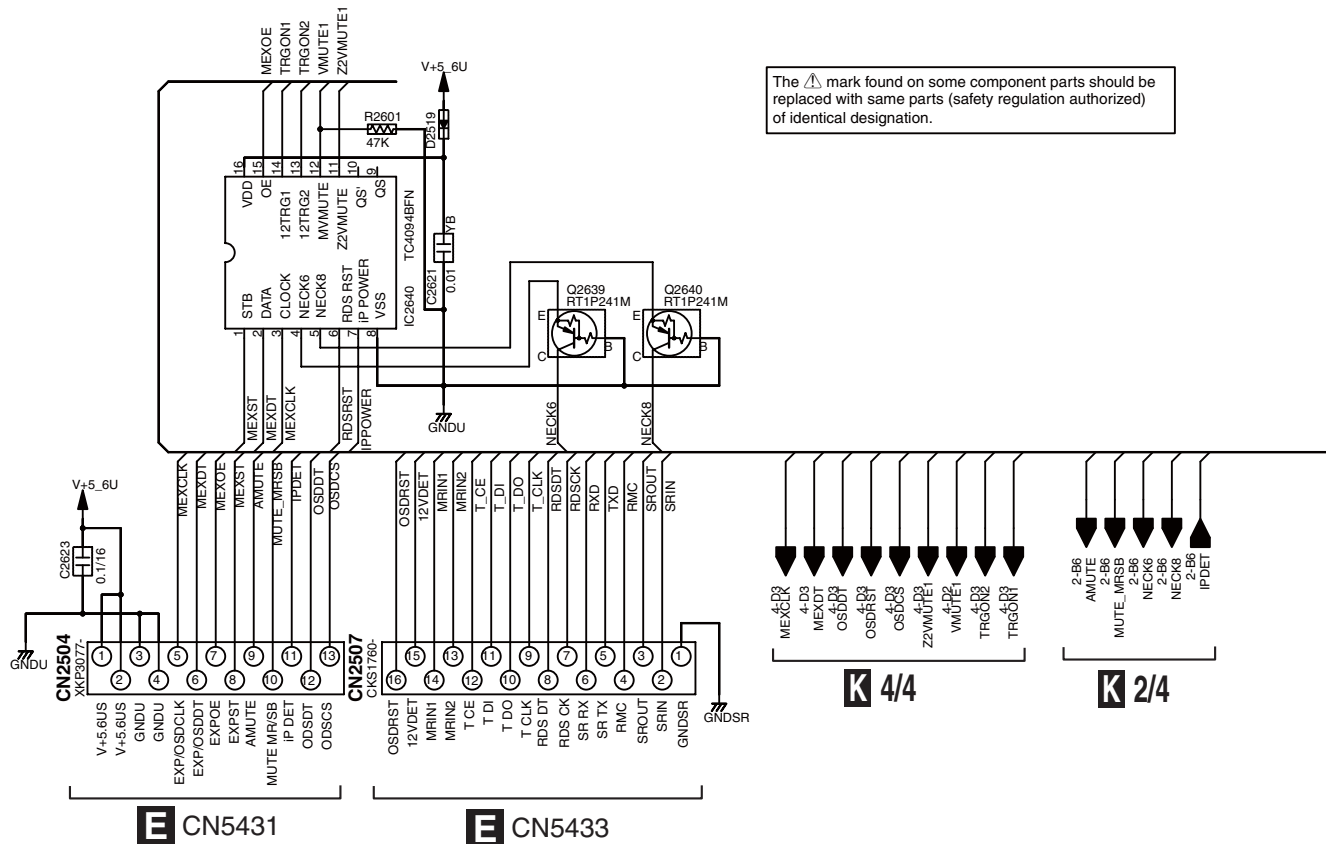 MEXOE
TRGON1
TRGON2
VMUTE1
Z2VMUTE1
V+5_6U
The ⚠ mark found on some component parts should be
replaced with same parts (safety regulation authorized)
of identical designation.
R2601
47K
D2519
16
15
14
13
12
11
10
9
VDD
OE
12TRG1
12TRG2
MVMUTE
Z2VMUTE
QS'
QS
TC4094BFN
IC2640
STB
DATA
CLOCK
NECK6
NECK8
RDS RST
iP POWER
VSS
1
2
3
4
5
6
7
8
YB
C2621
0.01
Q2639
RT1P241M
E
C
B
Q2640
RT1P241M
E
C
B
GNDU
MEXST
MEXDT
MEXCLK
RDSRST
IPPOWER
NECK6
NECK8
V+5_6U
C2623
0.1/16
GNDU
MEXCLK
MEXDT
MEXOE
MEXST
AMUTE
MUTE_MRSB
IPDET
OSDDT
OSDCS
OSDRST
12VDET
MRIN1
MRIN2
T_CE
T_DI
T_DO
T_CLK
RDSDT
RDSCK
RXD
TXD
RMC
SROUT
SRIN
CN2504
XKP3077-
1
3
5
7
9
11
13
2
4
6
8
10
12
V+5.6US
V+5.6US
GNDU
GNDU
EXP/OSDCLK
EXP/OSDDT
EXPOE
EXPST
AMUTE
MUTE MR/SB
iP DET
ODSDT
ODSCS
E CN5431
CN2507
CKS1760-
15
13
11
9
7
5
3
1
16
14
12
10
8
6
4
2
OSDRST
12VDET
MRIN1
MRIN2
T CE
T DI
T DO
T CLK
RDS DT
RDS CK
SR RX
SR TX
RMC
SROUT
SRIN
GNDSR
GNDSR
E CN5433
4-D3
MEXCLK
4-D3
MEXDT
4-D3
OSDDT
4-D3
OSDRST
4-D3
OSDCS
4-D3
Z2VMUTE1
4-D2
VMUTE1
4-D3
TRGON2
4-D3
TRGON1
K 4/4
2-B6
AMUTE
2-B6
MUTE_MRSB
2-B6
NECK6
2-B6
NECK8
2-B6
IPDET
K 2/4